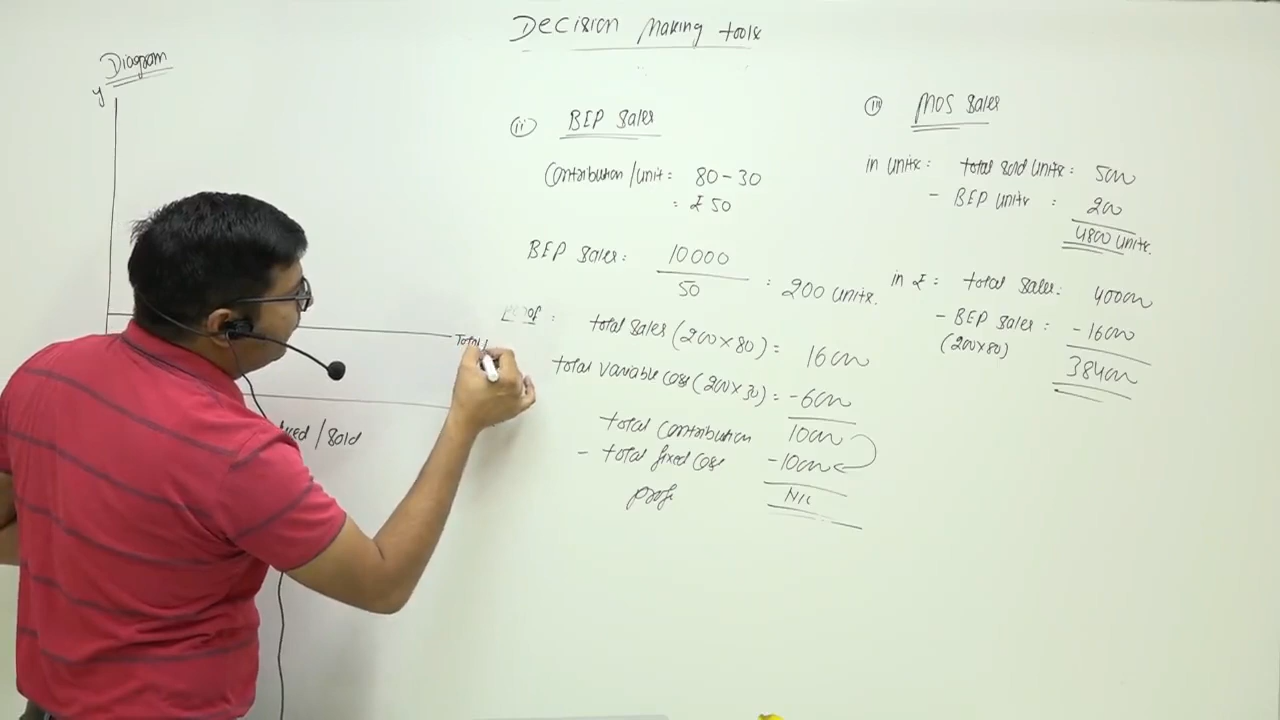 Decision Making tools
Diagram
y
Total
/ Sold
(ii) BEP Sales
Contribution/unit = 80 - 30
= ₹ 50
BEP Sales = 10000
50
= 200 units.
Proof :
total sales (200×80) = 16000
total variable cost (200×30) = -6000
total contribution 10000
- total fixed cost -10000
profit Nil
(iii) MOS Sales
in units : total sold units : 5000
- BEP units : 200
4800 units.
in ₹ : total sales : 400000
- BEP sales : -16000
(200×80)
384000